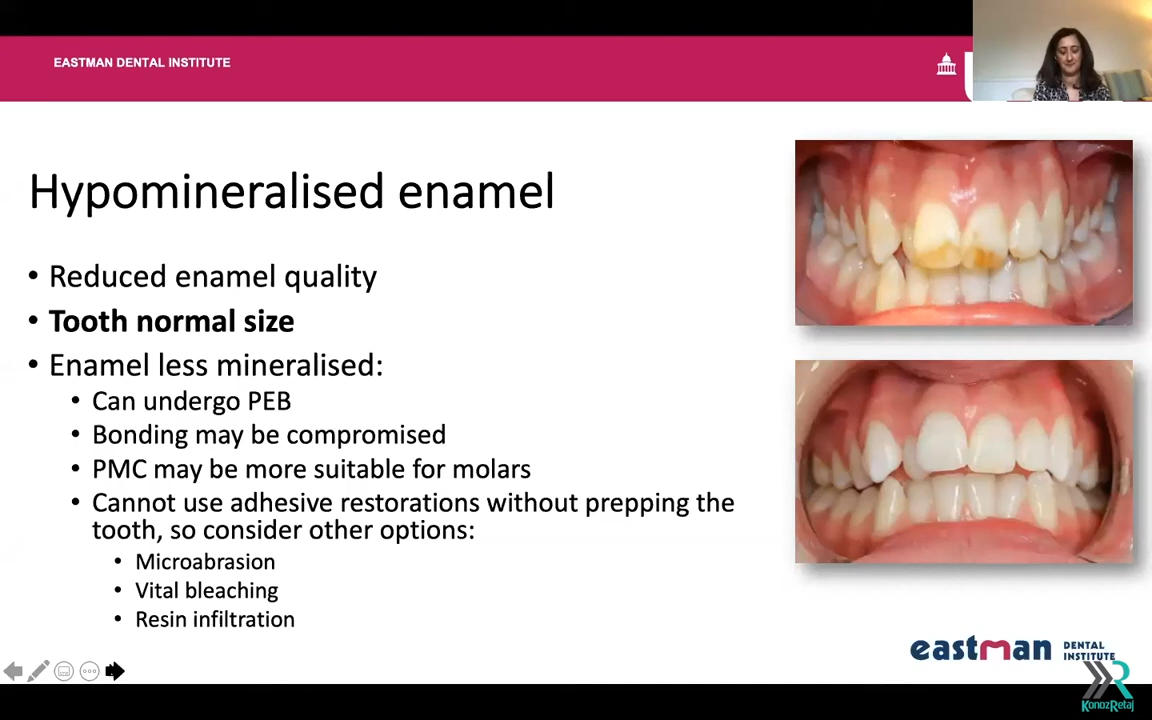 EASTMAN DENTAL INSTITUTE
Hypomineralised enamel
• Reduced enamel quality
• Tooth normal size
• Enamel less mineralised:
• Can undergo PEB
• Bonding may be compromised
• PMC may be more suitable for molars
• Cannot use adhesive restorations without prepping the
tooth, so consider other options:
• Microabrasion
• Vital bleaching
• Resin infiltration
eastman DENTAL
INSTITUTE
KonozRetaj